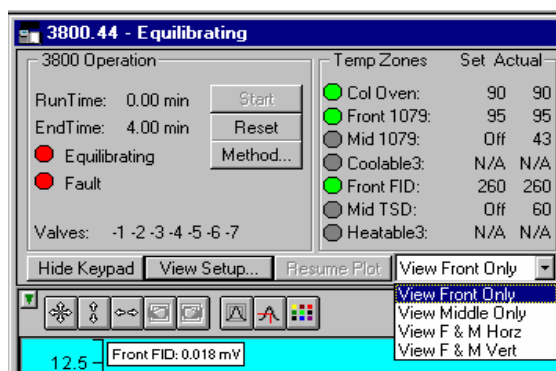 3800.44 - Equilibrating
3800 Operation
RunTime: 0.00 min
Start
EndTime: 4.00 min
Reset
Equilibrating
Method...
Fault
Valves: -1 -2 -3 -4 -5 -6 -7
Temp Zones Set Actual
Col Oven: 90 90
Front 1079: 95 95
Mid 1079: Off 43
Coolable3: N/A N/A
Front FID: 260 260
Mid TSD: Off 60
Heatable3: N/A N/A
Hide Keypad View Setup... Resume Plot View Front Only
View Front Only
View Middle Only
View F & M Horz
View F & M Vert
12.5
Front FID: 0.018 mV